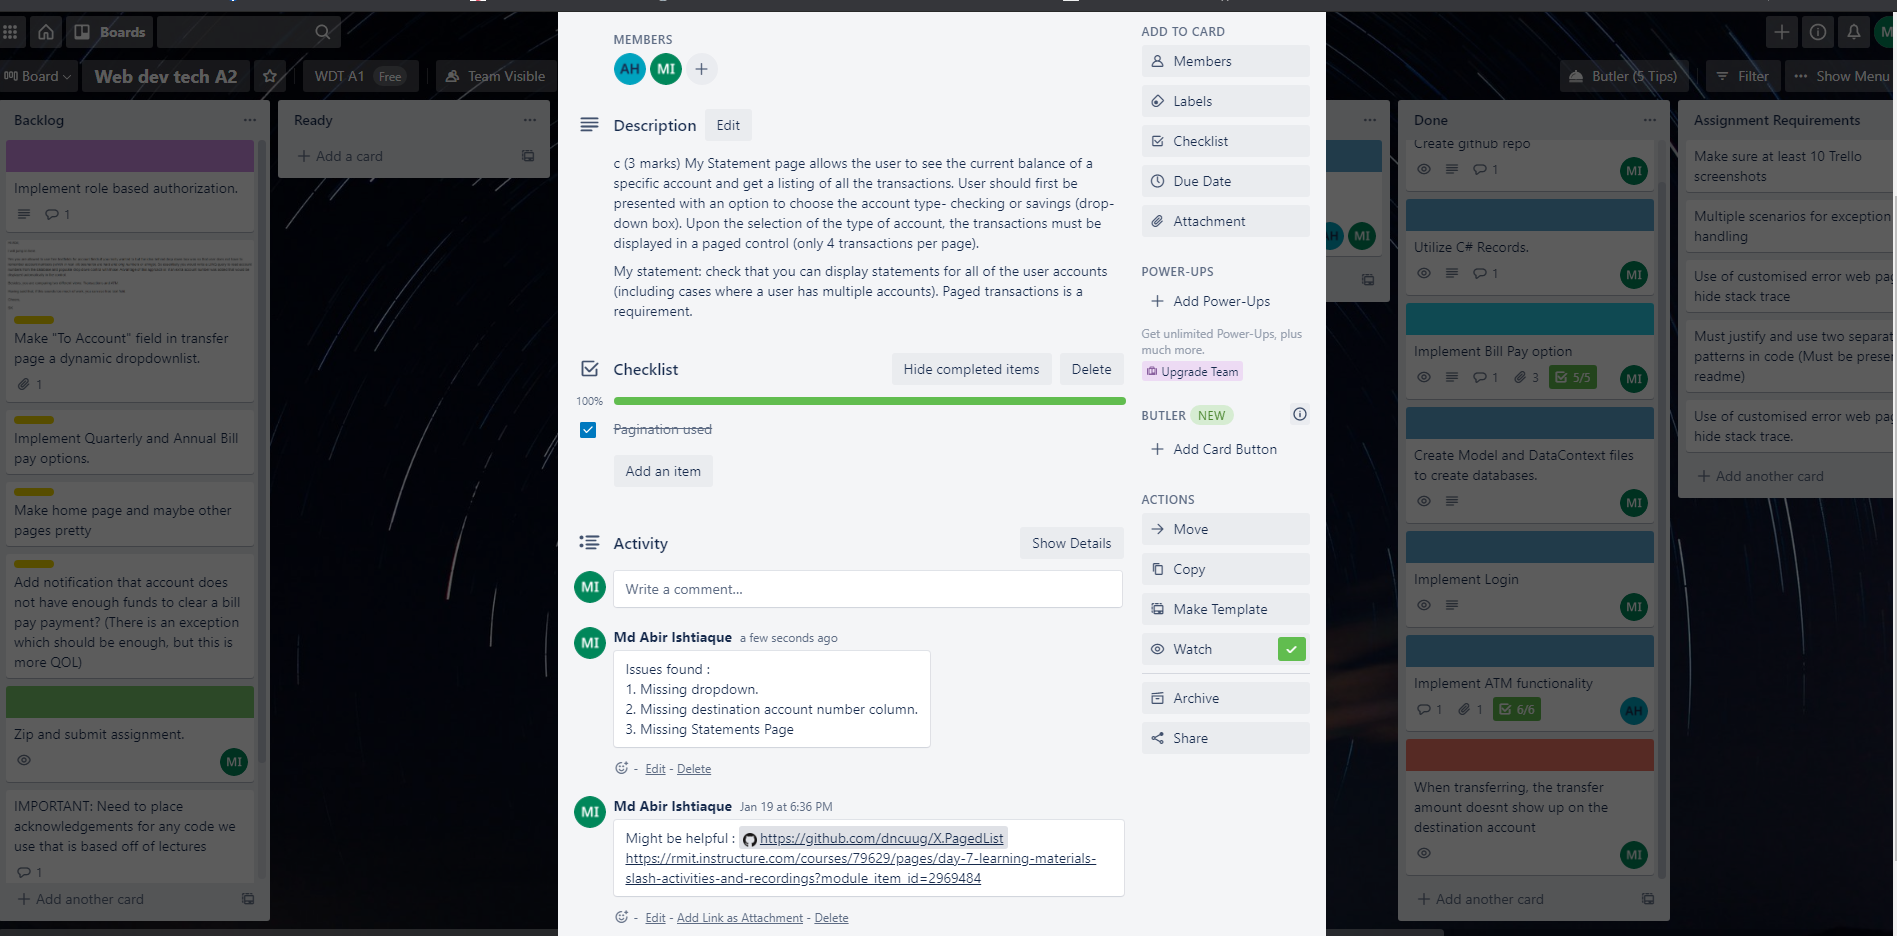 Boards
Board
Web dev tech A2
WDT A1 Free
Team Visible
Butler (5 Tips)
Filter
Show Menu
Backlog
Implement role based authorization.
1
Make "To Account" field in transfer
page a dynamic dropdownlist.
1
Implement Quarterly and Annual Bill
pay options.
Make home page and maybe other
pages pretty
Add notification that account does
not have enough funds to clear a bill
pay payment? (There is an exception
which should be enough, but this is
more QOL)
Zip and submit assignment.
MI
IMPORTANT: Need to place
acknowledgements for any code we
use that is based off of lectures
1
+ Add another card
Ready
+ Add a card
MEMBERS
AH MI +
Description Edit
c (3 marks) My Statement page allows the user to see the current balance of a
specific account and get a listing of all the transactions. User should first be
presented with an option to choose the account type- checking or savings (drop-
down box). Upon the selection of the type of account, the transactions must be
displayed in a paged control (only 4 transactions per page).
My statement: check that you can display statements for all of the user accounts
(including cases where a user has multiple accounts). Paged transactions is a
requirement.
Checklist Hide completed items Delete
100%
Pagination used
Add an item
Activity Show Details
MI Write a comment...
MI Md Abir Ishtiaque a few seconds ago
Issues found :
1. Missing dropdown.
2. Missing destination account number column.
3. Missing Statements Page
- Edit - Delete
MI Md Abir Ishtiaque Jan 19 at 6:36 PM
Might be helpful : https://github.com/dncuug/X.PagedList
https://rmit.instructure.com/courses/79629/pages/day-7-learning-materials-
slash-activities-and-recordings?module_item_id=2969484
- Edit - Add Link as Attachment - Delete
ADD TO CARD
Members
Labels
Checklist
Due Date
Attachment
POWER-UPS
+ Add Power-Ups
Get unlimited Power-Ups, plus
much more.
Upgrade Team
BUTLER NEW
+ Add Card Button
ACTIONS
Move
Copy
Make Template
Watch
Archive
Share
MI
Done
Create github repo
1 MI
Utilize C# Records.
1 MI
Implement Bill Pay option
1 3 5/5 MI
Create Model and DataContext files
to create databases.
MI
Implement Login
MI
Implement ATM functionality
1 1 6/6 AH
When transferring, the transfer
amount doesnt show up on the
destination account
MI
+ Add another card
Assignment Requirements
Make sure at least 10 Trello
screenshots
Multiple scenarios for exception
handling
Use of customised error web pa
hide stack trace
Must justify and use two separat
patterns in code (Must be prese
readme)
Use of customised error web pa
hide stack trace.
+ Add another card